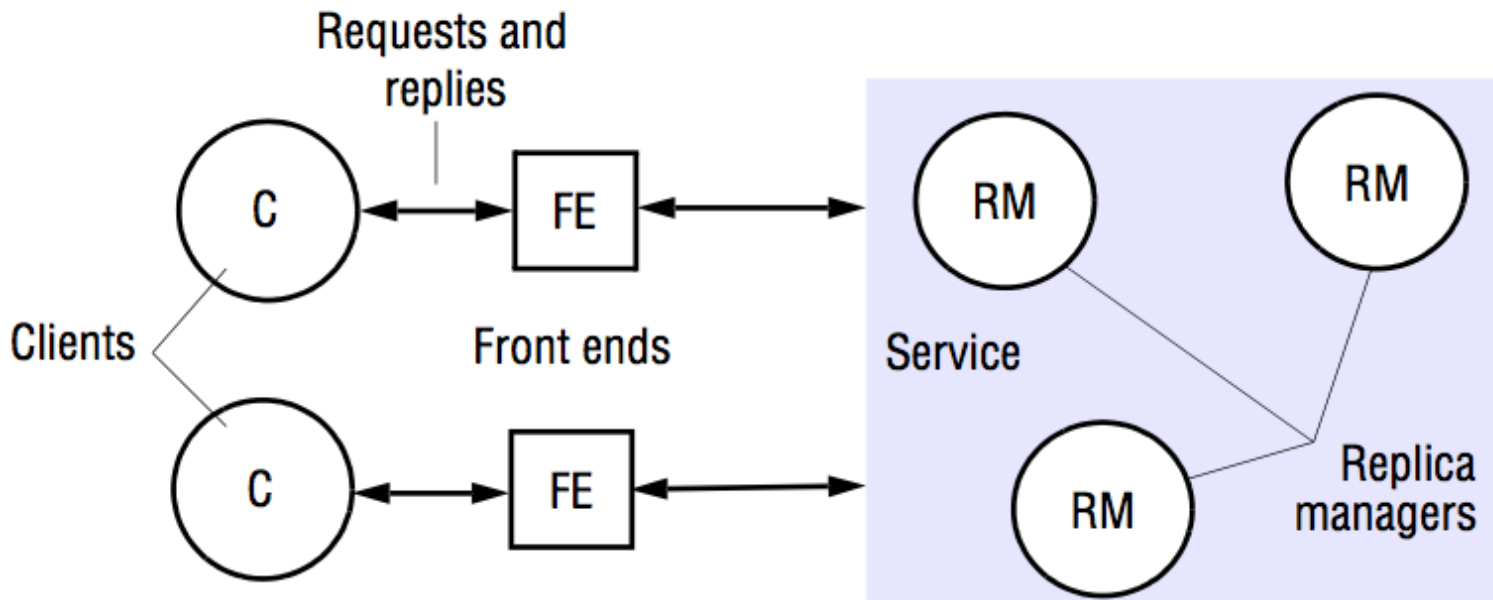 Requests and
replies
C
FE
RM
RM
Clients
Front ends
Service
C
FE
RM
Replica
managers